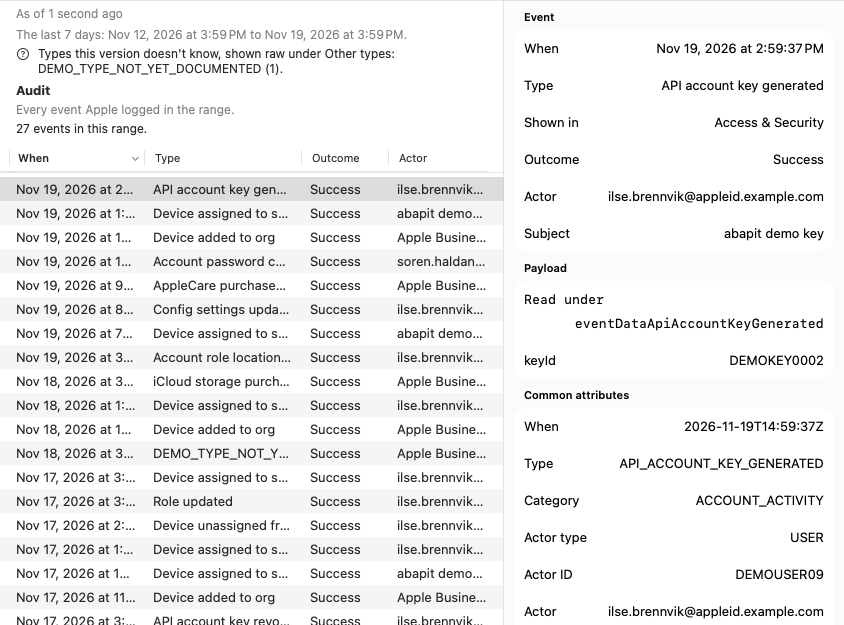 As of 1 second ago
The last 7 days: Nov 12, 2026 at 3:59 PM to Nov 19, 2026 at 3:59 PM.
Types this version doesn't know, shown raw under Other types:
DEMO_TYPE_NOT_YET_DOCUMENTED (1).
Audit
Every event Apple logged in the range.
27 events in this range.
When Type Outcome Actor
Nov 19, 2026 at 2... API account key gen... Success ilse.brennvik...
Nov 19, 2026 at 1:... Device assigned to s... Success abapit demo...
Nov 19, 2026 at 1... Device added to org Success Apple Busine...
Nov 19, 2026 at 1... Account password c... Success soren.haldan...
Nov 19, 2026 at 9... AppleCare purchase... Success Apple Busine...
Nov 19, 2026 at 8... Config settings upda... Success ilse.brennvik...
Nov 19, 2026 at 7... Device assigned to s... Success abapit demo...
Nov 19, 2026 at 3... Account role location... Success ilse.brennvik...
Nov 18, 2026 at 3... iCloud storage purch... Success Apple Busine...
Nov 18, 2026 at 1:... Device assigned to s... Success ilse.brennvik...
Nov 18, 2026 at 1... Device added to org Success Apple Busine...
Nov 18, 2026 at 3... DEMO_TYPE_NOT_Y... Success Apple Busine...
Nov 17, 2026 at 3:... Device assigned to s... Success ilse.brennvik...
Nov 17, 2026 at 3:... Role updated Success ilse.brennvik...
Nov 17, 2026 at 2:... Device unassigned fr... Success ilse.brennvik...
Nov 17, 2026 at 1:... Device assigned to s... Success ilse.brennvik...
Nov 17, 2026 at 1... Device assigned to s... Success abapit demo...
Nov 17, 2026 at 11... Device added to org Success Apple Busine...
Nov 17, 2026 at 3:... API account key revo... Success ilse.brennvik...
Event
When Nov 19, 2026 at 2:59:37 PM
Type API account key generated
Shown in Access & Security
Outcome Success
Actor ilse.brennvik@appleid.example.com
Subject abapit demo key
Payload
Read under
eventDataApiAccountKeyGenerated
keyId DEMOKEY0002
Common attributes
When 2026-11-19T14:59:37Z
Type API_ACCOUNT_KEY_GENERATED
Category ACCOUNT_ACTIVITY
Actor type USER
Actor ID DEMOUSER09
Actor ilse.brennvik@appleid.example.com